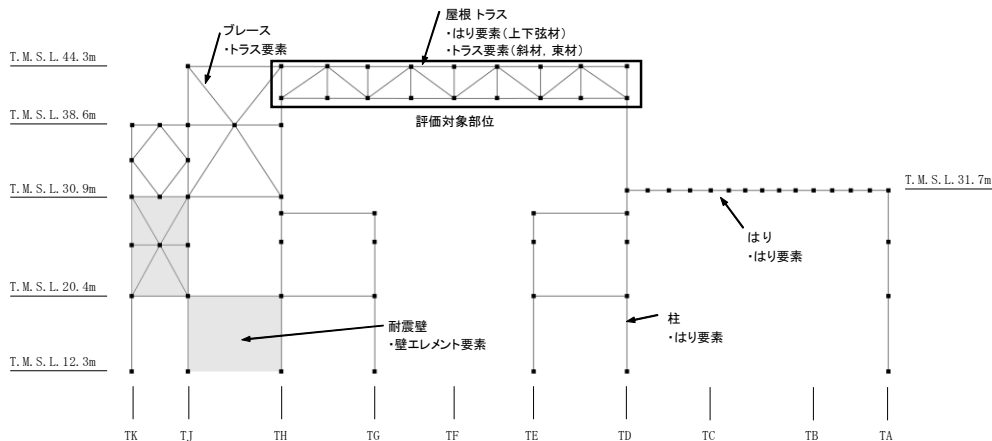 屋根トラス
・はり要素(上下弦材)
・トラス要素(斜材，束材)
ブレース
・トラス要素
T.M.S.L.44.3m
評価対象部位
T.M.S.L.38.6m
T.M.S.L.30.9m
T.M.S.L.31.7m
はり
・はり要素
T.M.S.L.20.4m
耐震壁
・壁エレメント要素
柱
・はり要素
T.M.S.L.12.3m
TK TJ TH TG TF TE TD TC TB TA